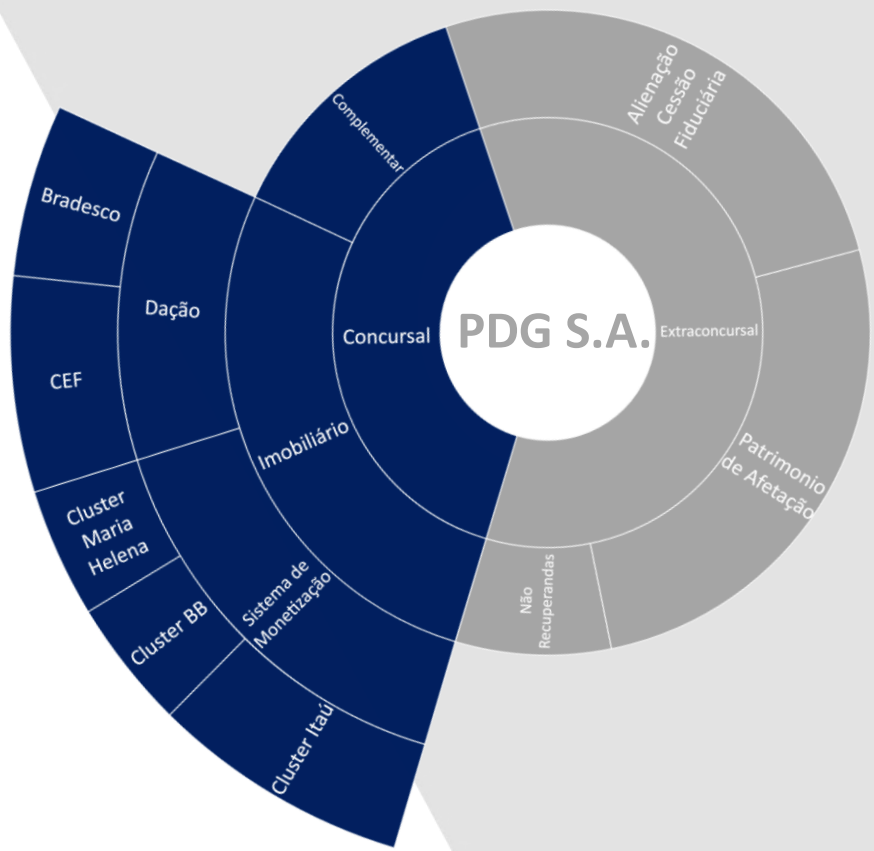 PDG S.A.
Concursal
Complementar
Imobiliário
Dação
Bradesco
CEF
Sistema de
Monetização
Cluster
Maria
Helena
Cluster BB
Cluster Itaú
Extraconcursal
Alienação
Cessão
Fiduciária
Patrimonio
de Afetação
Não
Recuperandas